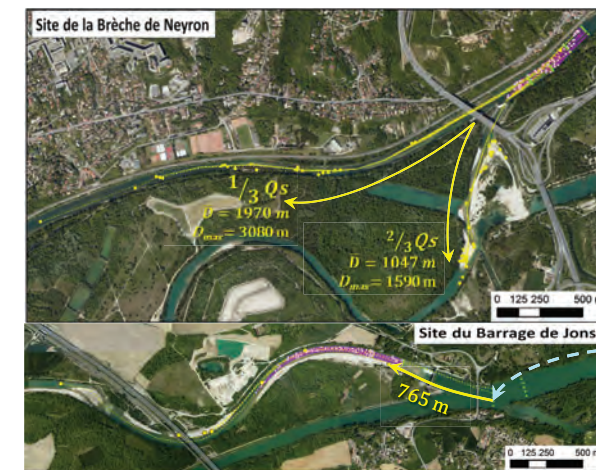 Site de la Brèche de Neyron
1/3 Qs
D = 1970 m
Dmax = 3080 m
2/3 Qs
D = 1047 m
Dmax = 1590 m
0 125 250 500 m
Site du Barrage de Jons
765 m
0 125 250 500 m